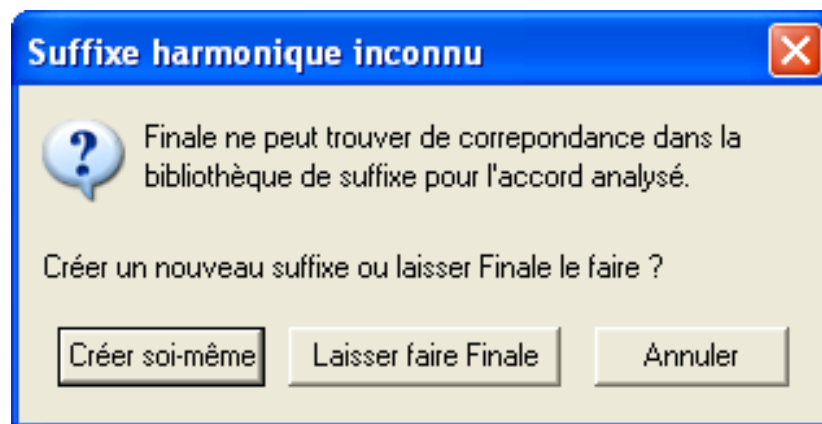 Suffixe harmonique inconnu
Finale ne peut trouver de correpondance dans la
bibliothèque de suffixe pour l'accord analysé.
Créer un nouveau suffixe ou laisser Finale le faire ?
Créer soi-même Laisser faire Finale Annuler